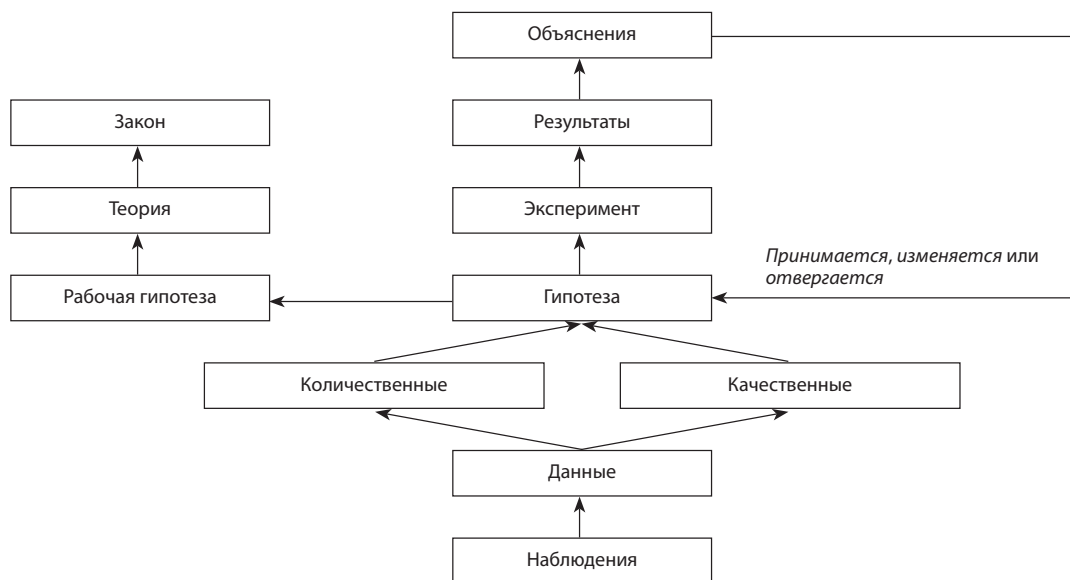 Объяснения
Закон
Результаты
Теория
Эксперимент
Принимается, изменяется или
отвергается
Рабочая гипотеза
Гипотеза
Количественные
Качественные
Данные
Наблюдения